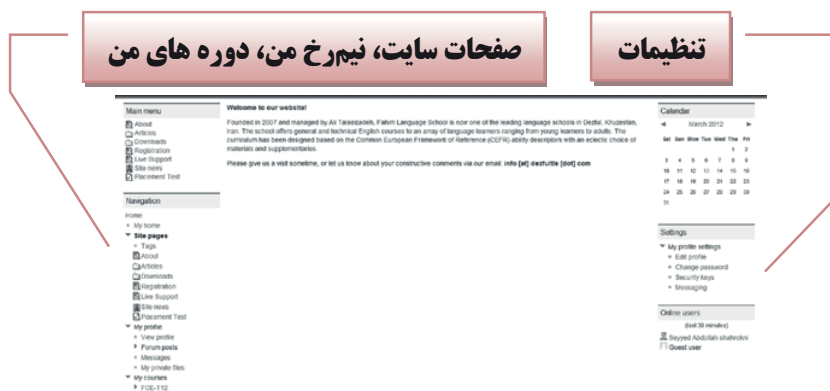 صفحات سایت، نیم‌رخ من، دوره های من
تنظیمات
Main menu
About
Articles
Downloads
Registration
Live Support
Site news
Placement Test
Navigation
Home
My home
Site pages
Tags
About
Articles
Downloads
Registration
Live Support
Site news
Placement Test
My profile
View profile
Forum posts
Messages
My private files
My courses
FCE-T12
Welcome to our website!
Founded in 2007 and managed by Ali Talaeizadeh, Fahim Language School is now one of the leading language schools in Dezful, Khuzestan,
Iran. The school offers general and technical English courses to an array of language learners ranging from young learners to adults. The
curriculum has been designed based on the Common European Framework of Reference (CEFR) ability descriptors with an eclectic choice of
materials and supplementaries.
Please give us a visit sometime, or let us know about your constructive comments via our email: info [at] dezfultls [dot] com
Calendar
◄ March 2012 ►
Sat Sun Mon Tue Wed Thu Fri
1 2
3 4 5 6 7 8 9
10 11 12 13 14 15 16
17 18 19 20 21 22 23
24 25 26 27 28 29 30
31
Settings
My profile settings
Edit profile
Change password
Security keys
Messaging
Online users
(last 30 minutes)
Seyyed Abdollah shahrokni
Guest user